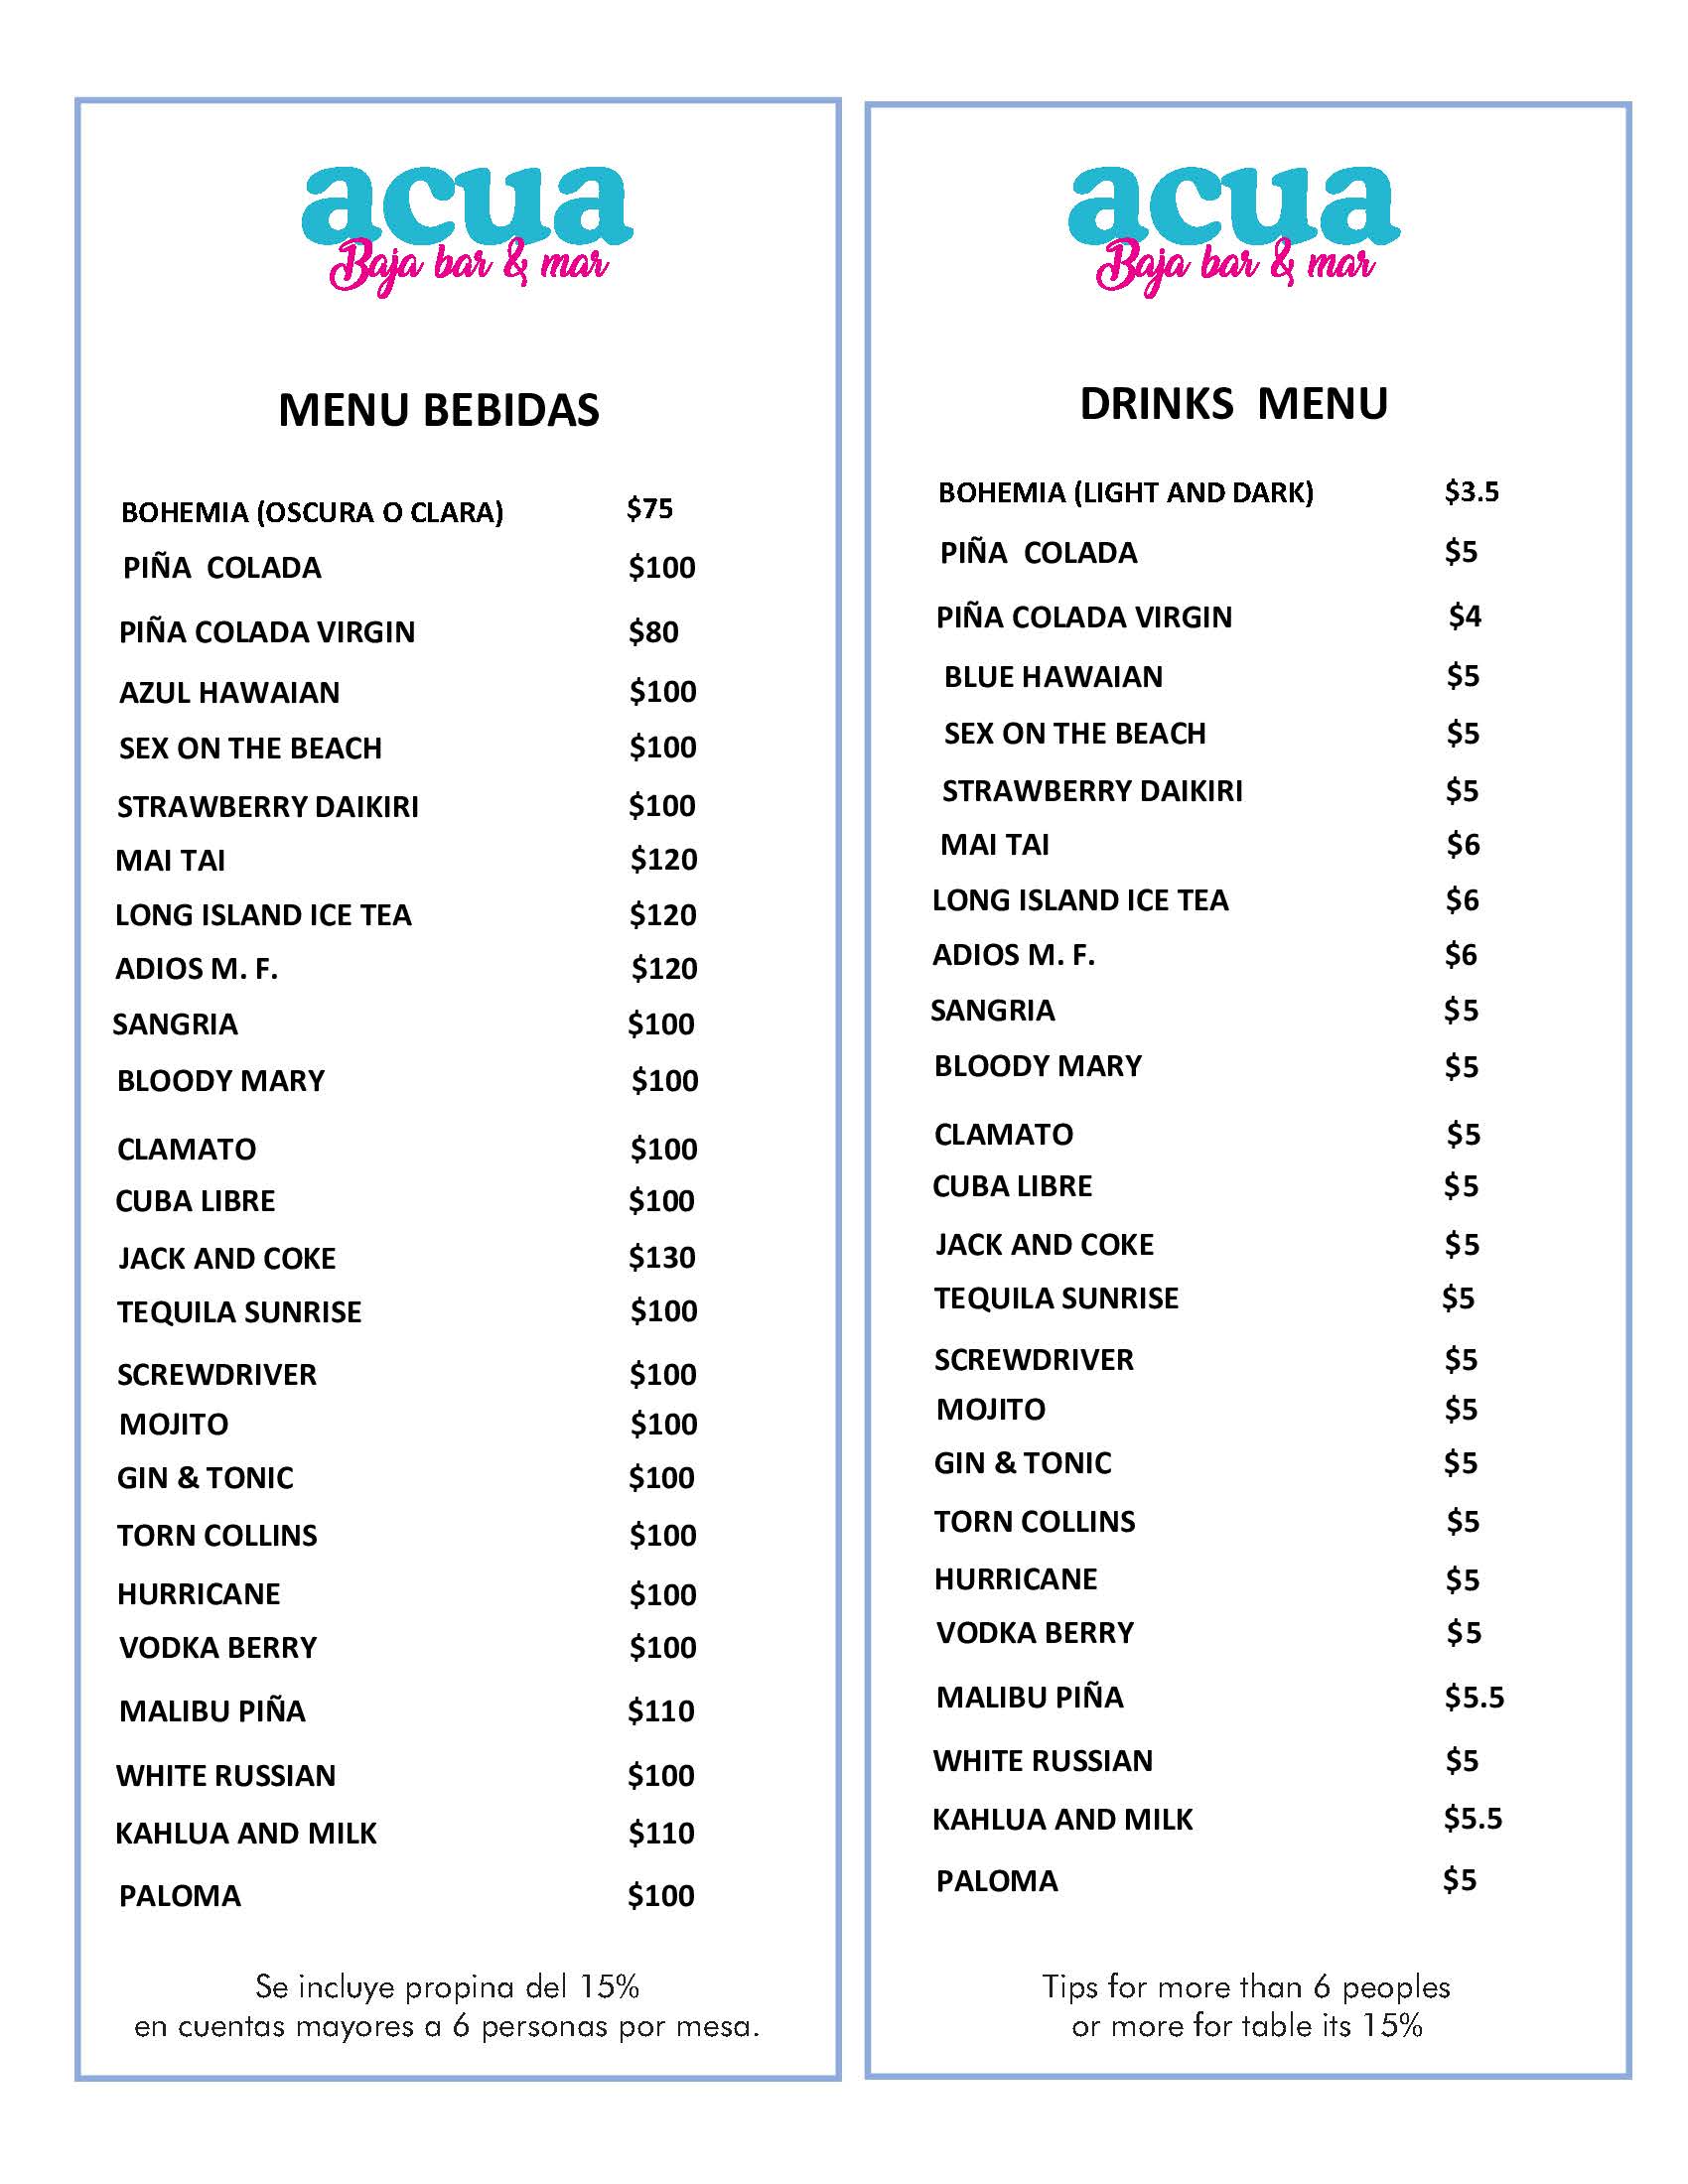 acua
Baja bar & mar
MENU BEBIDAS
BOHEMIA (OSCURA O CLARA) $75
PIÑA COLADA $100
PIÑA COLADA VIRGIN $80
AZUL HAWAIAN $100
SEX ON THE BEACH $100
STRAWBERRY DAIKIRI $100
MAI TAI $120
LONG ISLAND ICE TEA $120
ADIOS M. F. $120
SANGRIA $100
BLOODY MARY $100
CLAMATO $100
CUBA LIBRE $100
JACK AND COKE $130
TEQUILA SUNRISE $100
SCREWDRIVER $100
MOJITO $100
GIN & TONIC $100
TORN COLLINS $100
HURRICANE $100
VODKA BERRY $100
MALIBU PIÑA $110
WHITE RUSSIAN $100
KAHLUA AND MILK $110
PALOMA $100
Se incluye propina del 15%
en cuentas mayores a 6 personas por mesa.
acua
Baja bar & mar
DRINKS MENU
BOHEMIA (LIGHT AND DARK) $3.5
PIÑA COLADA $5
PIÑA COLADA VIRGIN $4
BLUE HAWAIAN $5
SEX ON THE BEACH $5
STRAWBERRY DAIKIRI $5
MAI TAI $6
LONG ISLAND ICE TEA $6
ADIOS M. F. $6
SANGRIA $5
BLOODY MARY $5
CLAMATO $5
CUBA LIBRE $5
JACK AND COKE $5
TEQUILA SUNRISE $5
SCREWDRIVER $5
MOJITO $5
GIN & TONIC $5
TORN COLLINS $5
HURRICANE $5
VODKA BERRY $5
MALIBU PIÑA $5.5
WHITE RUSSIAN $5
KAHLUA AND MILK $5.5
PALOMA $5
Tips for more than 6 peoples
or more for table its 15%